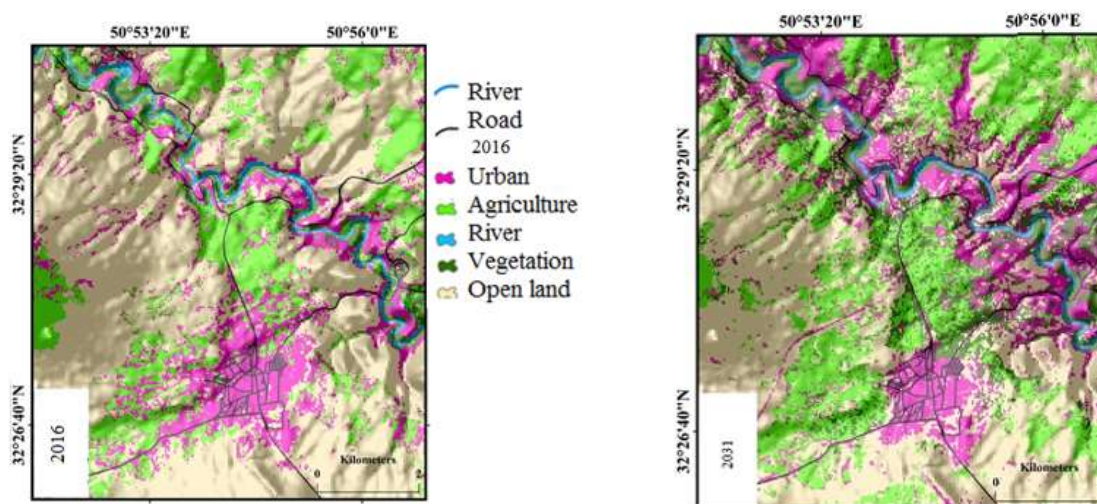 50°53'20"E 50°56'0"E
32°29'20"N
32°26'40"N
2016
Kilometers
0 2
River
Road
2016
Urban
Agriculture
River
Vegetation
Open land
50°53'20"E 50°56'0"E
32°29'20"N
32°26'40"N
2031
Kilometers
0